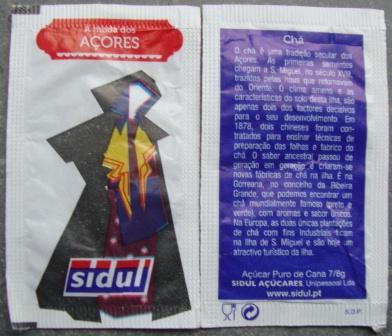 À moda dos
AÇORES
sidul
Chá
O chá é uma tradição secular dos
Açores. As primeiras sementes
chegam a S. Miguel, no século XVIII,
trazidas pelas naus que retornavam
do Oriente. O clima ameno e as
características do solo desta ilha, são
apenas dois dos factores decisivos
para o seu desenvolvimento. Em
1878, dois chineses foram con-
tratados para ensinar técnicas de
preparação das folhas e fabrico do
chá. O saber ancestral passou de
geração em geração e criaram-se
novas fábricas de chá na ilha. É na
Gorreana, no concelho da Ribeira
Grande, que podemos encontrar um
chá mundialmente famoso (preto e
verde), com aromas e sabor únicos.
Na Europa, as duas únicas plantações
de chá com fins industriais ficam
na Ilha de S. Miguel e são hoje um
atractivo turístico da ilha.
Açúcar Puro de Cana 7/8g
SIDUL AÇÚCARES, Unipessoal Lda
www.sidul.pt
S.D.P.